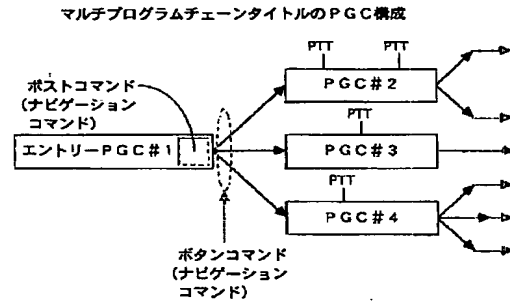 マルチプログラムチェーンタイトルのPGC構成
PTT PTT
ポストコマンド
(ナビゲーション
コマンド)
PGC#2
PTT
エントリーPGC#1
PGC#3
PTT
PGC#4
ボタンコマンド
(ナビゲーション
コマンド)